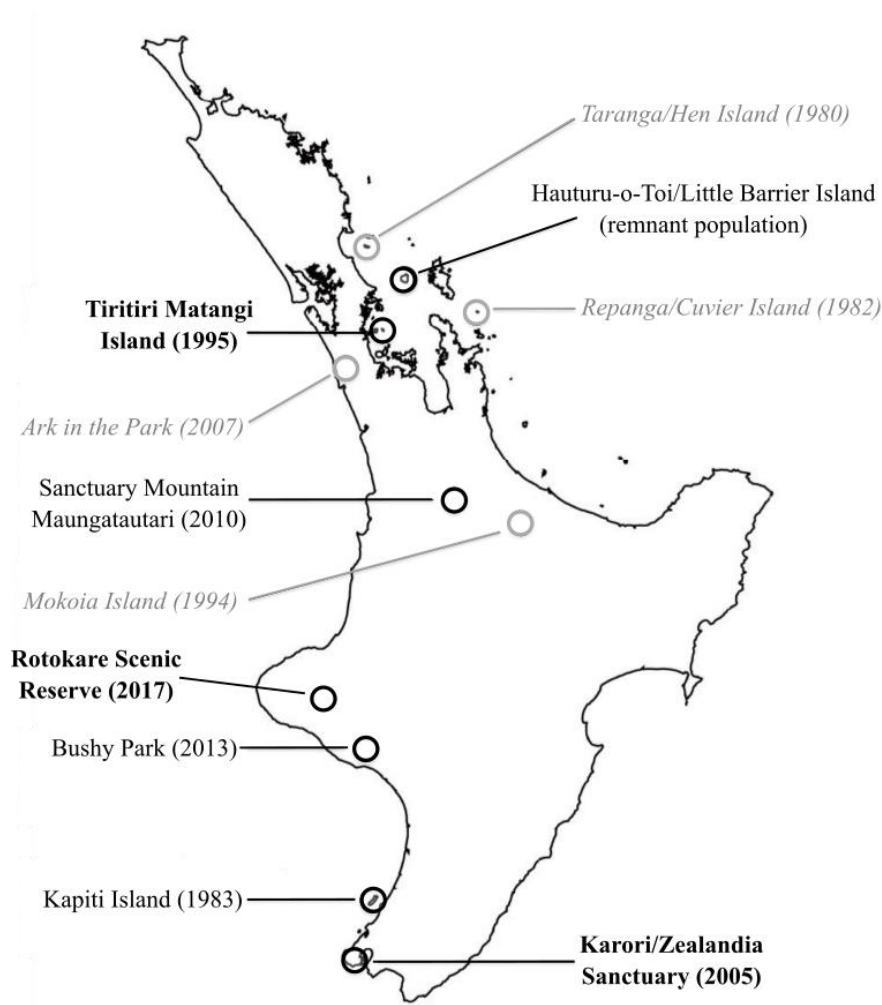 Taranga/Hen Island (1980)
Hauturu-o-Toi/Little Barrier Island
(remnant population)
Tiritiri Matangi
Island (1995)
Repanga/Cuvier Island (1982)
Ark in the Park (2007)
Sanctuary Mountain
Maungatautari (2010)
Mokoia Island (1994)
Rotokare Scenic
Reserve (2017)
Bushy Park (2013)
Kapiti Island (1983)
Karori/Zealandia
Sanctuary (2005)